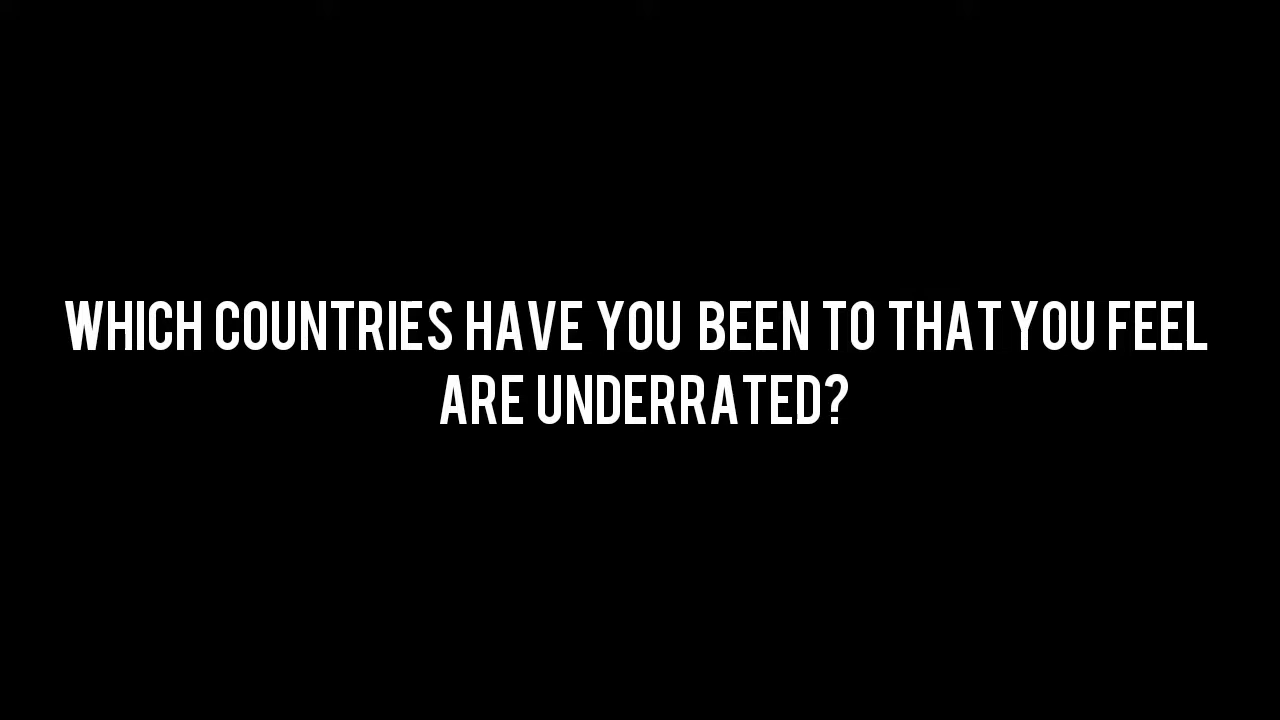 WHICH COUNTRIES HAVE YOU BEEN TO THAT YOU FEEL
ARE UNDERRATED?